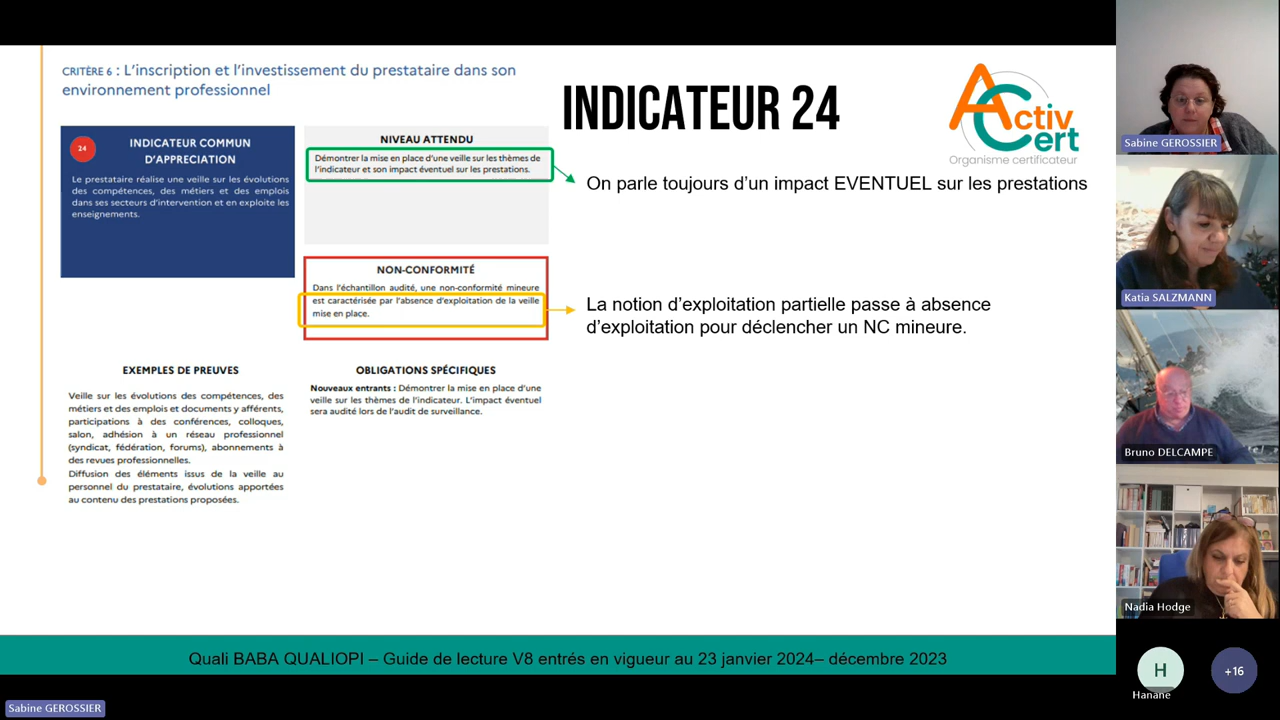 CRITÈRE 6 : L'inscription et l'investissement du prestataire dans son
environnement professionnel
INDICATEUR 24
Activ
Cert
Organisme certificateur
24
INDICATEUR COMMUN
D'APPRECIATION
Le prestataire réalise une veille sur les évolutions
des compétences, des métiers et des emplois
dans ses secteurs d'intervention et en exploite les
enseignements.
NIVEAU ATTENDU
Démontrer la mise en place d'une veille sur les thèmes de
l'indicateur et son impact éventuel sur les prestations.
On parle toujours d'un impact EVENTUEL sur les prestations
NON-CONFORMITÉ
Dans l'échantillon audité, une non-conformité mineure
est caractérisée par l'absence d'exploitation de la veille
mise en place.
La notion d'exploitation partielle passe à absence
d'exploitation pour déclencher un NC mineure.
EXEMPLES DE PREUVES
Veille sur les évolutions des compétences, des
métiers et des emplois et documents y afférents,
participations à des conférences, colloques,
salon, adhésion à un réseau professionnel
(syndicat, fédération, forums), abonnements à
des revues professionnelles.
Diffusion des éléments issus de la veille au
personnel du prestataire, évolutions apportées
au contenu des prestations proposées.
OBLIGATIONS SPÉCIFIQUES
Nouveaux entrants : Démontrer la mise en place d'une
veille sur les thèmes de l'indicateur. L'impact éventuel
sera audité lors de l'audit de surveillance.
Quali BABA QUALIOPI – Guide de lecture V8 entrés en vigueur au 23 janvier 2024– décembre 2023
Sabine GEROSSIER
Sabine GEROSSIER
Katia SALZMANN
Bruno DELCAMPE
Nadia Hodge
H
Hanane
+16